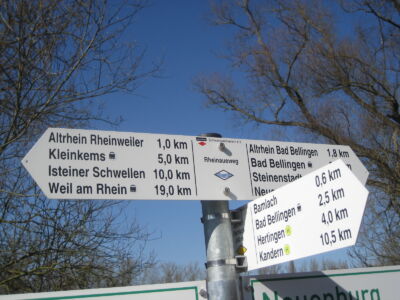 Altrhein Rheinweiler 1,0 km
Kleinkems 5,0 km
Isteiner Schwellen 10,0 km
Weil am Rhein 19,0 km
Rheinauenweg
Altrhein Bad Bellingen 1,8 km
Bad Bellingen
Steinenstadt
Bamlach 0,6 km
Bad Bellingen 2,5 km
Hertingen 4,0 km
Kandern 10,5 km
Neuenburg